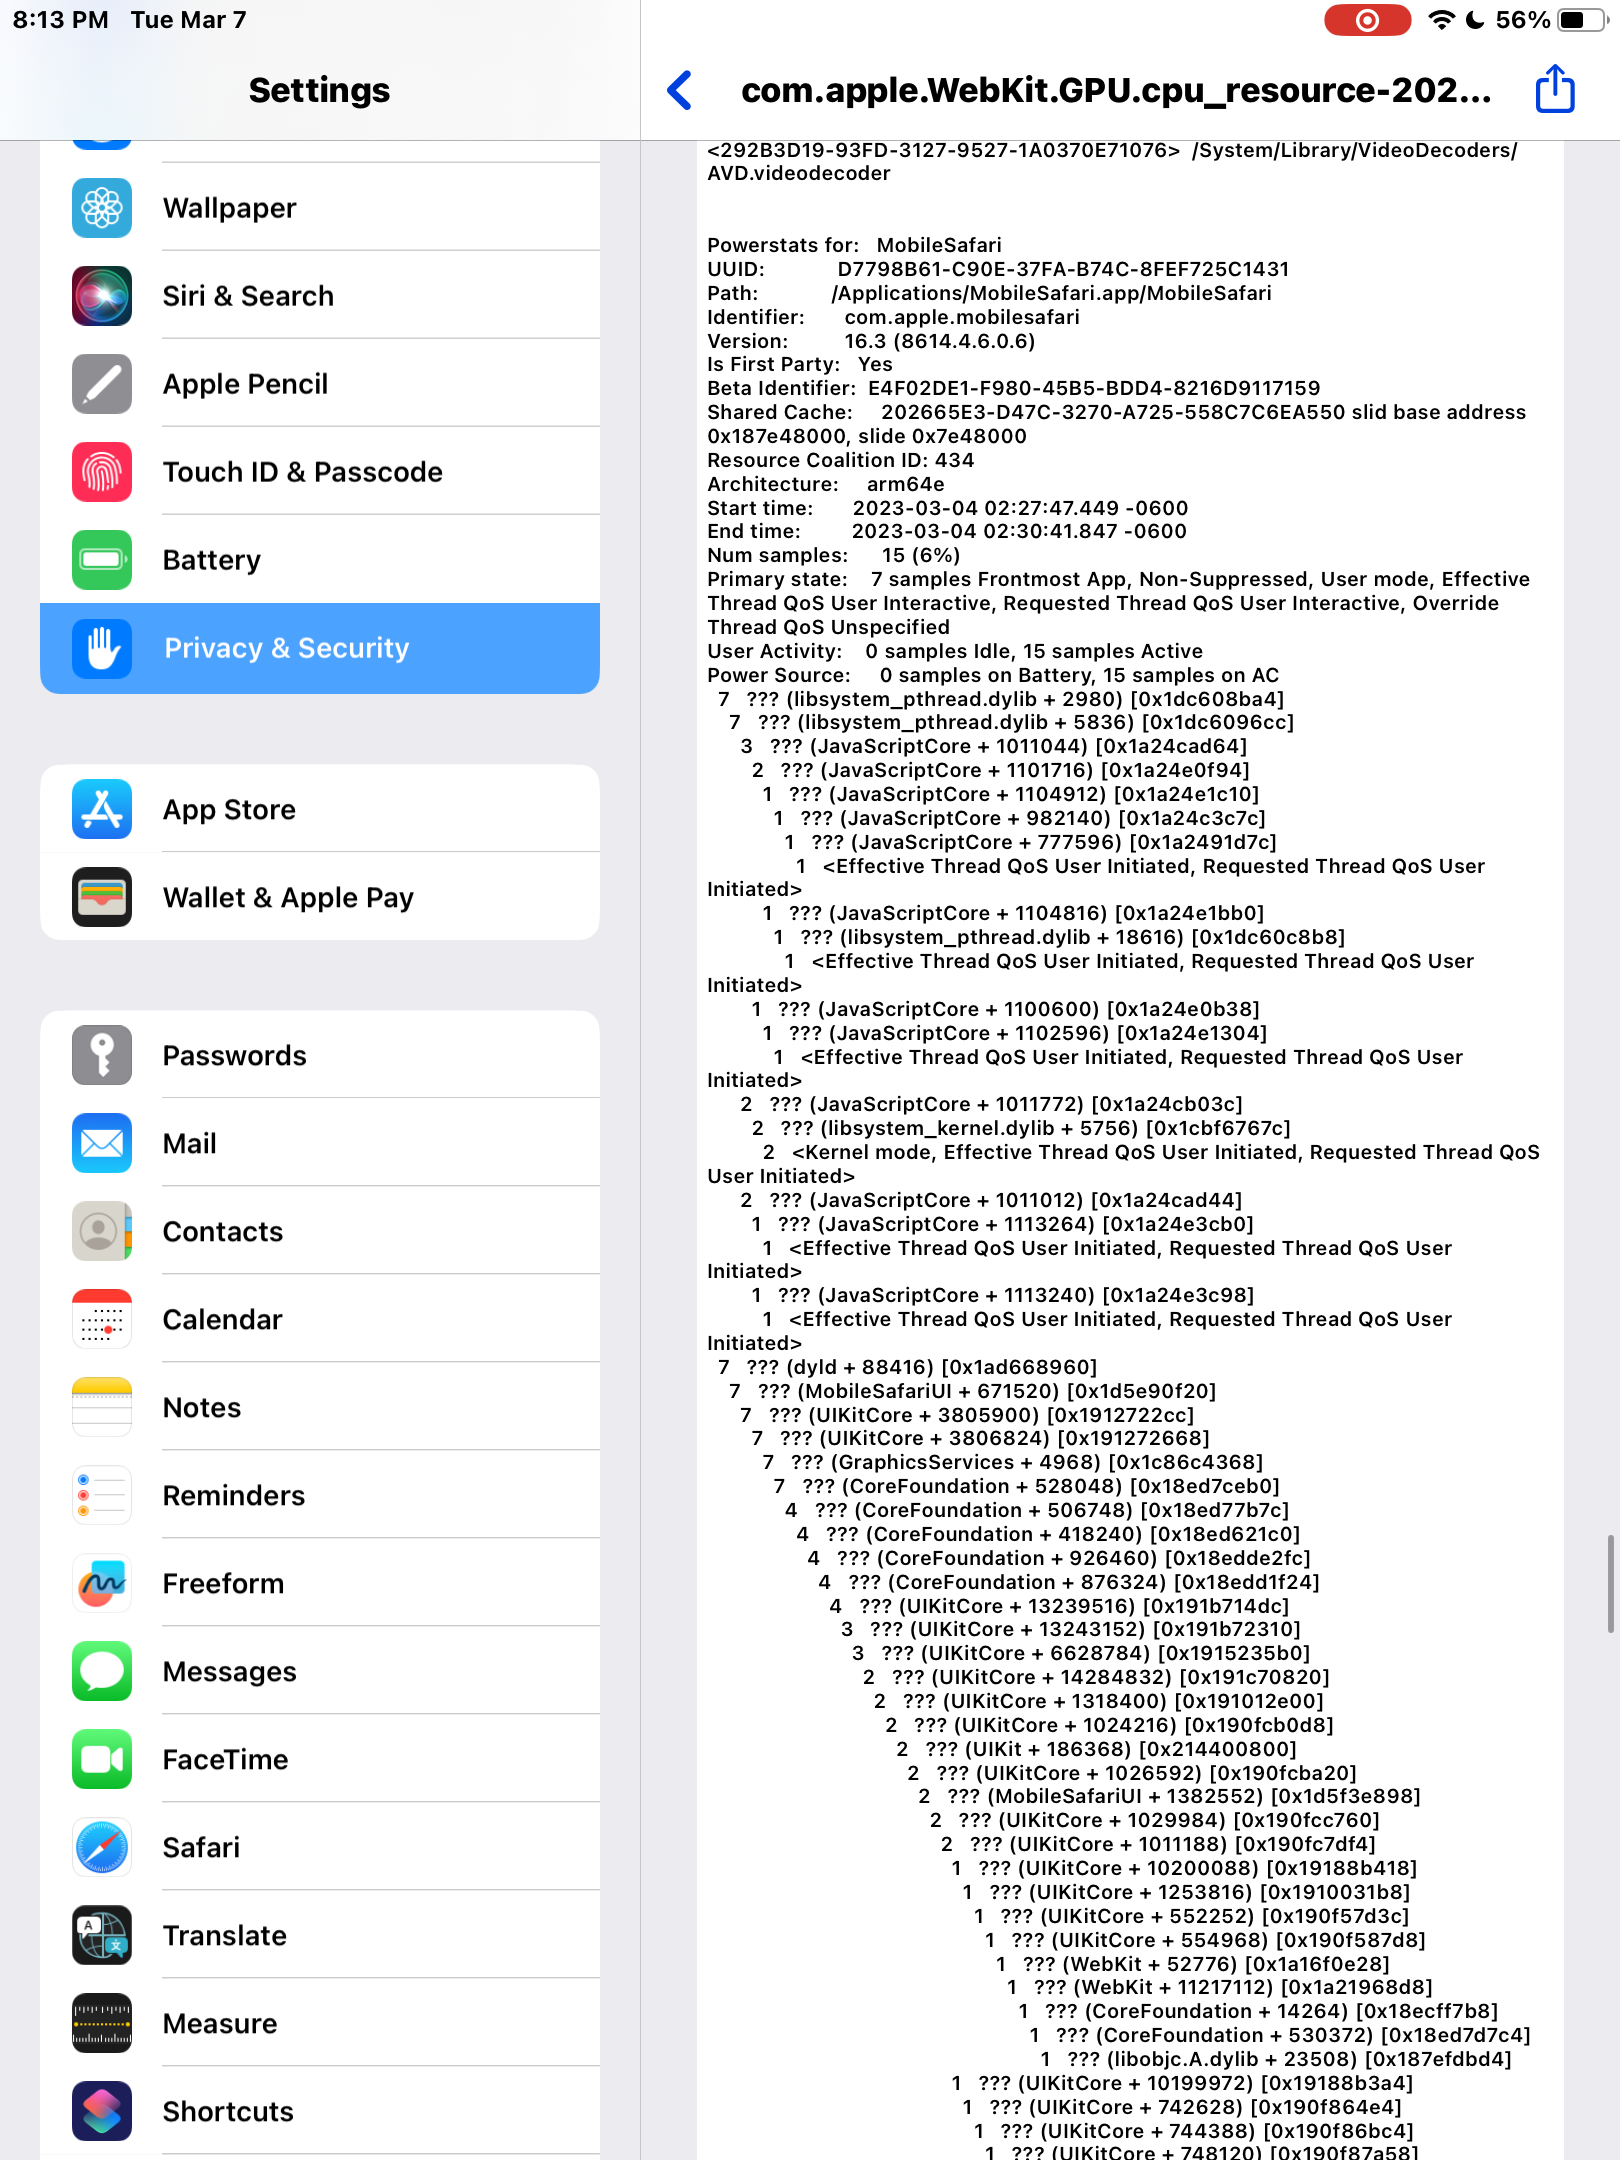 8:13 PM Tue Mar 7
56%
Settings
Wallpaper
Siri & Search
Apple Pencil
Touch ID & Passcode
Battery
Privacy & Security
App Store
Wallet & Apple Pay
Passwords
Mail
Contacts
Calendar
Notes
Reminders
Freeform
Messages
FaceTime
Safari
Translate
Measure
Shortcuts
com.apple.WebKit.GPU.cpu_resource-202...
<292B3D19-93FD-3127-9527-1A0370E71076> /System/Library/VideoDecoders/
AVD.videodecoder
Powerstats for: MobileSafari
UUID: D7798B61-C90E-37FA-B74C-8FEF725C1431
Path: /Applications/MobileSafari.app/MobileSafari
Identifier: com.apple.mobilesafari
Version: 16.3 (8614.4.6.0.6)
Is First Party: Yes
Beta Identifier: E4F02DE1-F980-45B5-BDD4-8216D9117159
Shared Cache: 202665E3-D47C-3270-A725-558C7C6EA550 slid base address
0x187e48000, slide 0x7e48000
Resource Coalition ID: 434
Architecture: arm64e
Start time: 2023-03-04 02:27:47.449 -0600
End time: 2023-03-04 02:30:41.847 -0600
Num samples: 15 (6%)
Primary state: 7 samples Frontmost App, Non-Suppressed, User mode, Effective
Thread QoS User Interactive, Requested Thread QoS User Interactive, Override
Thread QoS Unspecified
User Activity: 0 samples Idle, 15 samples Active
Power Source: 0 samples on Battery, 15 samples on AC
7 ??? (libsystem_pthread.dylib + 2980) [0x1dc608ba4]
7 ??? (libsystem_pthread.dylib + 5836) [0x1dc6096cc]
3 ??? (JavaScriptCore + 1011044) [0x1a24cad64]
2 ??? (JavaScriptCore + 1101716) [0x1a24e0f94]
1 ??? (JavaScriptCore + 1104912) [0x1a24e1c10]
1 ??? (JavaScriptCore + 982140) [0x1a24c3c7c]
1 ??? (JavaScriptCore + 777596) [0x1a2491d7c]
1 <Effective Thread QoS User Initiated, Requested Thread QoS User
Initiated>
1 ??? (JavaScriptCore + 1104816) [0x1a24e1bb0]
1 ??? (libsystem_pthread.dylib + 18616) [0x1dc60c8b8]
1 <Effective Thread QoS User Initiated, Requested Thread QoS User
Initiated>
1 ??? (JavaScriptCore + 1100600) [0x1a24e0b38]
1 ??? (JavaScriptCore + 1102596) [0x1a24e1304]
1 <Effective Thread QoS User Initiated, Requested Thread QoS User
Initiated>
2 ??? (JavaScriptCore + 1011772) [0x1a24cb03c]
2 ??? (libsystem_kernel.dylib + 5756) [0x1cbf6767c]
2 <Kernel mode, Effective Thread QoS User Initiated, Requested Thread QoS
User Initiated>
2 ??? (JavaScriptCore + 1011012) [0x1a24cad44]
1 ??? (JavaScriptCore + 1113264) [0x1a24e3cb0]
1 <Effective Thread QoS User Initiated, Requested Thread QoS User
Initiated>
1 ??? (JavaScriptCore + 1113240) [0x1a24e3c98]
1 <Effective Thread QoS User Initiated, Requested Thread QoS User
Initiated>
7 ??? (dyld + 88416) [0x1ad668960]
7 ??? (MobileSafariUI + 671520) [0x1d5e90f20]
7 ??? (UIKitCore + 3805900) [0x1912722cc]
7 ??? (UIKitCore + 3806824) [0x191272668]
7 ??? (GraphicsServices + 4968) [0x1c86c4368]
7 ??? (CoreFoundation + 528048) [0x18ed7ceb0]
4 ??? (CoreFoundation + 506748) [0x18ed77b7c]
4 ??? (CoreFoundation + 418240) [0x18ed621c0]
4 ??? (CoreFoundation + 926460) [0x18edde2fc]
4 ??? (CoreFoundation + 876324) [0x18edd1f24]
4 ??? (UIKitCore + 13239516) [0x191b714dc]
3 ??? (UIKitCore + 13243152) [0x191b72310]
3 ??? (UIKitCore + 6628784) [0x1915235b0]
2 ??? (UIKitCore + 14284832) [0x191c70820]
2 ??? (UIKitCore + 1318400) [0x191012e00]
2 ??? (UIKitCore + 1024216) [0x190fcb0d8]
2 ??? (UIKit + 186368) [0x214400800]
2 ??? (UIKitCore + 1026592) [0x190fcba20]
2 ??? (MobileSafariUI + 1382552) [0x1d5f3e898]
2 ??? (UIKitCore + 1029984) [0x190fcc760]
2 ??? (UIKitCore + 1011188) [0x190fc7df4]
1 ??? (UIKitCore + 10200088) [0x19188b418]
1 ??? (UIKitCore + 1253816) [0x1910031b8]
1 ??? (UIKitCore + 552252) [0x190f57d3c]
1 ??? (UIKitCore + 554968) [0x190f587d8]
1 ??? (WebKit + 52776) [0x1a16f0e28]
1 ??? (WebKit + 11217112) [0x1a21968d8]
1 ??? (CoreFoundation + 14264) [0x18ecff7b8]
1 ??? (CoreFoundation + 530372) [0x18ed7d7c4]
1 ??? (libobjc.A.dylib + 23508) [0x187efdbd4]
1 ??? (UIKitCore + 10199972) [0x19188b3a4]
1 ??? (UIKitCore + 742628) [0x190f864e4]
1 ??? (UIKitCore + 744388) [0x190f86bc4]
1 ??? (UIKitCore + 748120) [0x190f87a58]